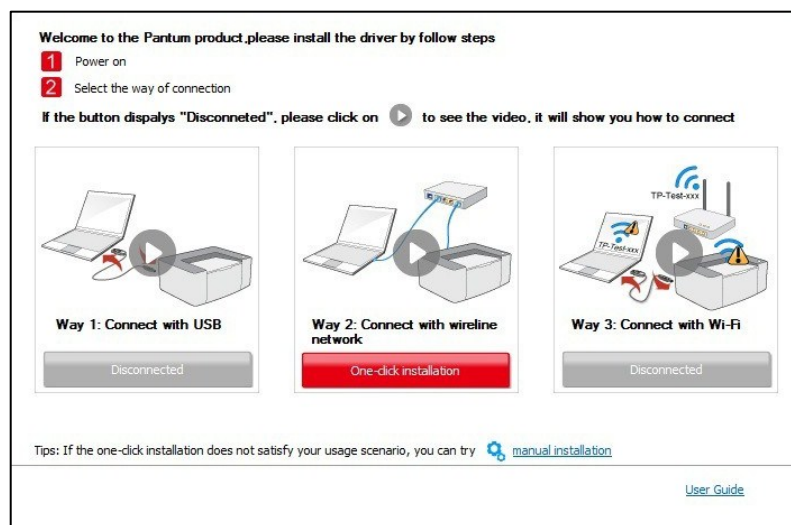 Welcome to the Pantum product,please install the driver by follow steps
1 Power on
2 Select the way of connection
If the button dispalys "Disconneted", please click on to see the video, it will show you how to connect
TP-Test-xxx
TP-Test-xxx
Way 1: Connect with USB
Way 2: Connect with wireline
network
Way 3: Connect with Wi-Fi
Disconnected
One-click installation
Disconnected
Tips: If the one-click installation does not satisfy your usage scenario, you can try manual installation
User Guide